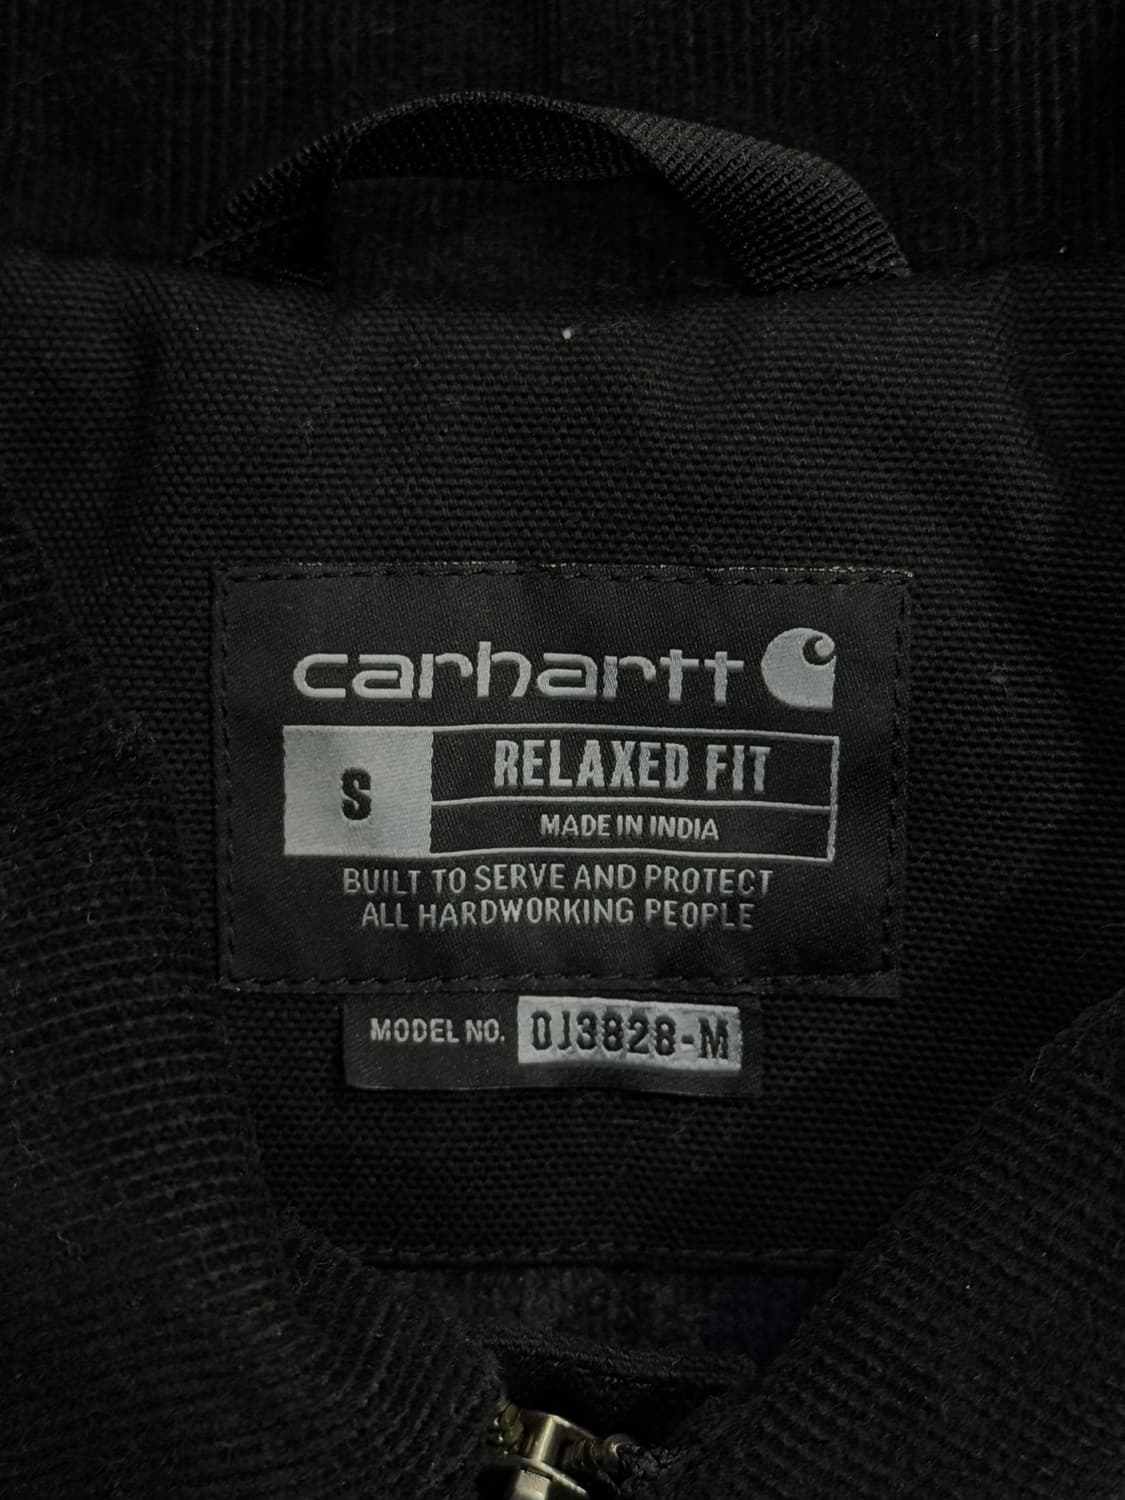 carhartt
S
RELAXED FIT
MADE IN INDIA
BUILT TO SERVE AND PROTECT
ALL HARDWORKING PEOPLE
MODEL NO. OJ3828-M